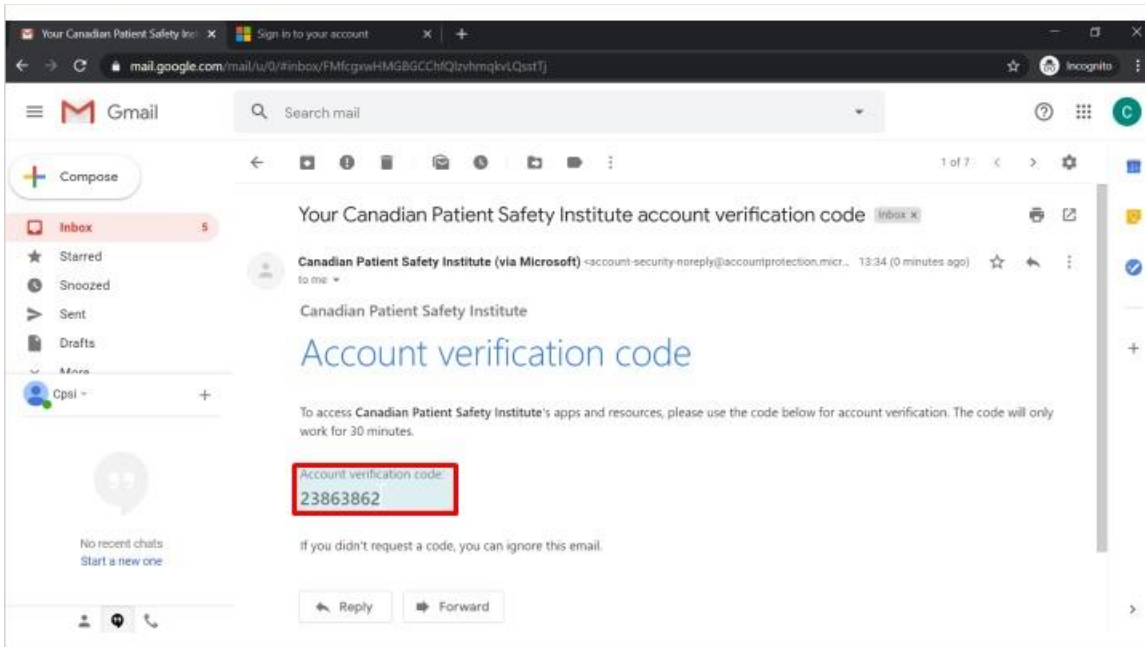 Your Canadian Patient Safety Ins
Sign in to your account
mail.google.com/mail/u/0/#inbox/
Incognito
Gmail
Search mail
C
Compose
1 of 7
Inbox 5
Starred
Snoozed
Sent
Drafts
More
Cpsi
Your Canadian Patient Safety Institute account verification code Inbox x
Canadian Patient Safety Institute (via Microsoft) <account-security-noreply@accountprotection.micr... 13:34 (0 minutes ago)
to me
Canadian Patient Safety Institute
Account verification code
To access Canadian Patient Safety Institute's apps and resources, please use the code below for account verification. The code will only
work for 30 minutes.
Account verification code:
23863862
If you didn't request a code, you can ignore this email.
No recent chats
Start a new one
Reply
Forward